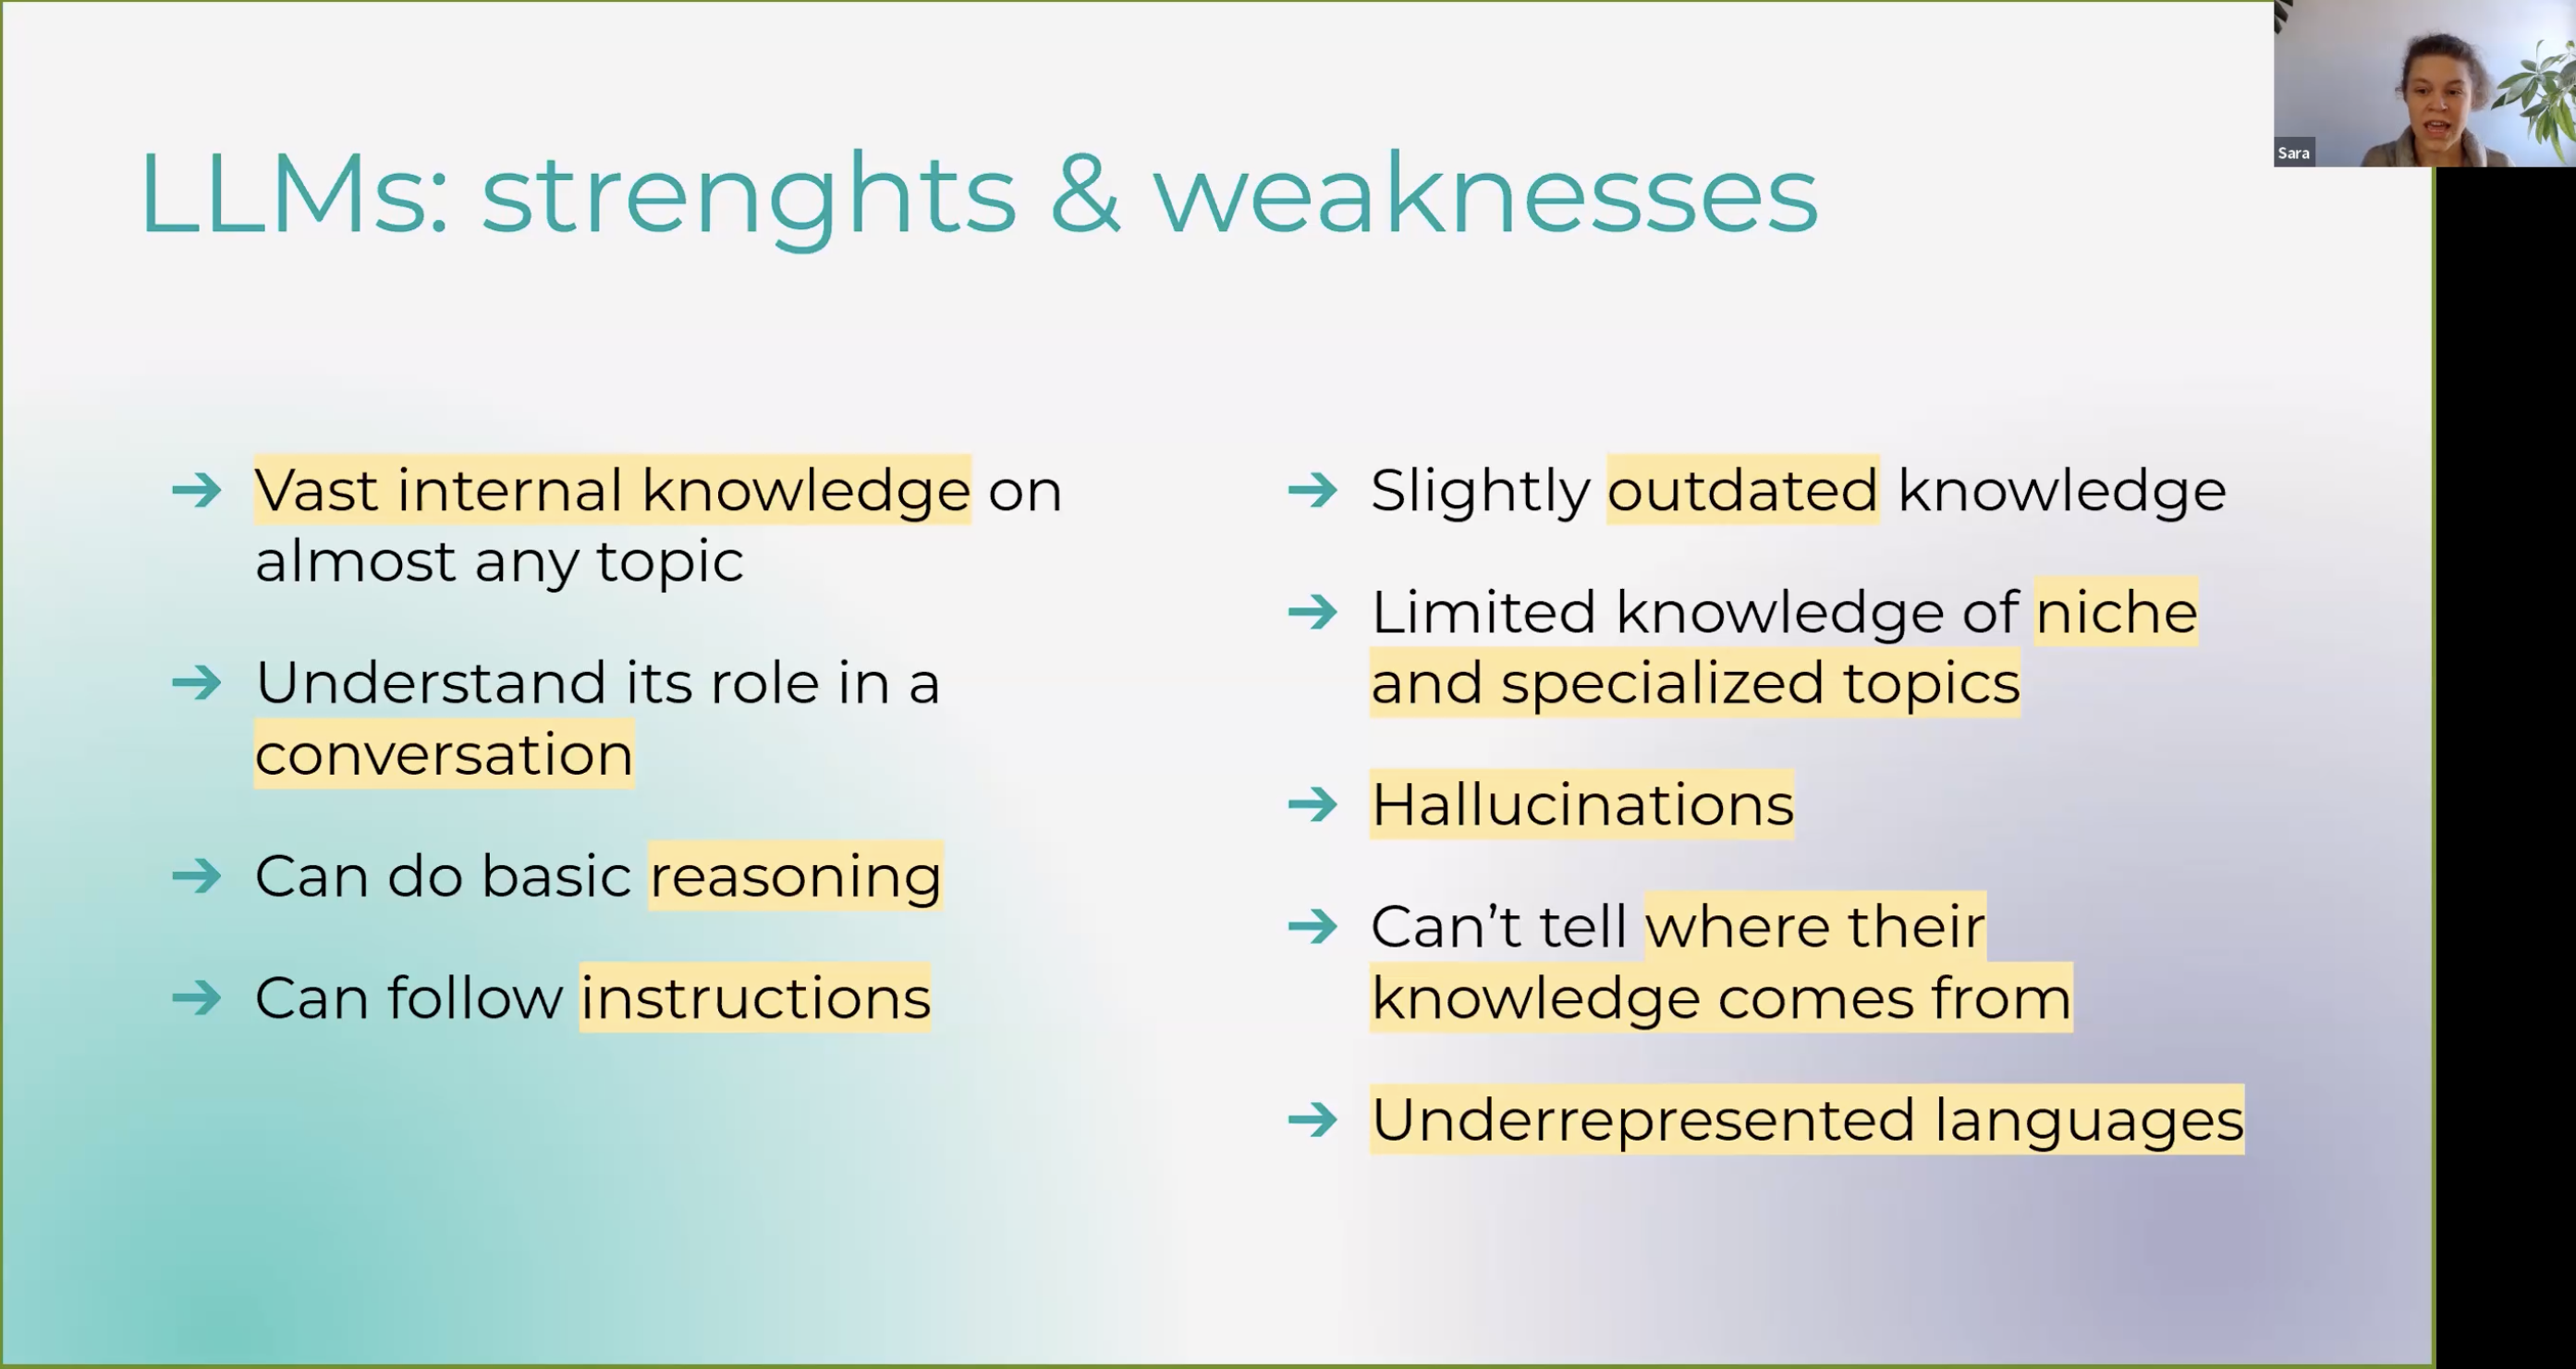 LLMs: strenghts & weaknesses
Sara
➔ Vast internal knowledge on
almost any topic
➔ Understand its role in a
conversation
➔ Can do basic reasoning
➔ Can follow instructions
➔ Slightly outdated knowledge
➔ Limited knowledge of niche
and specialized topics
➔ Hallucinations
➔ Can’t tell where their
knowledge comes from
➔ Underrepresented languages